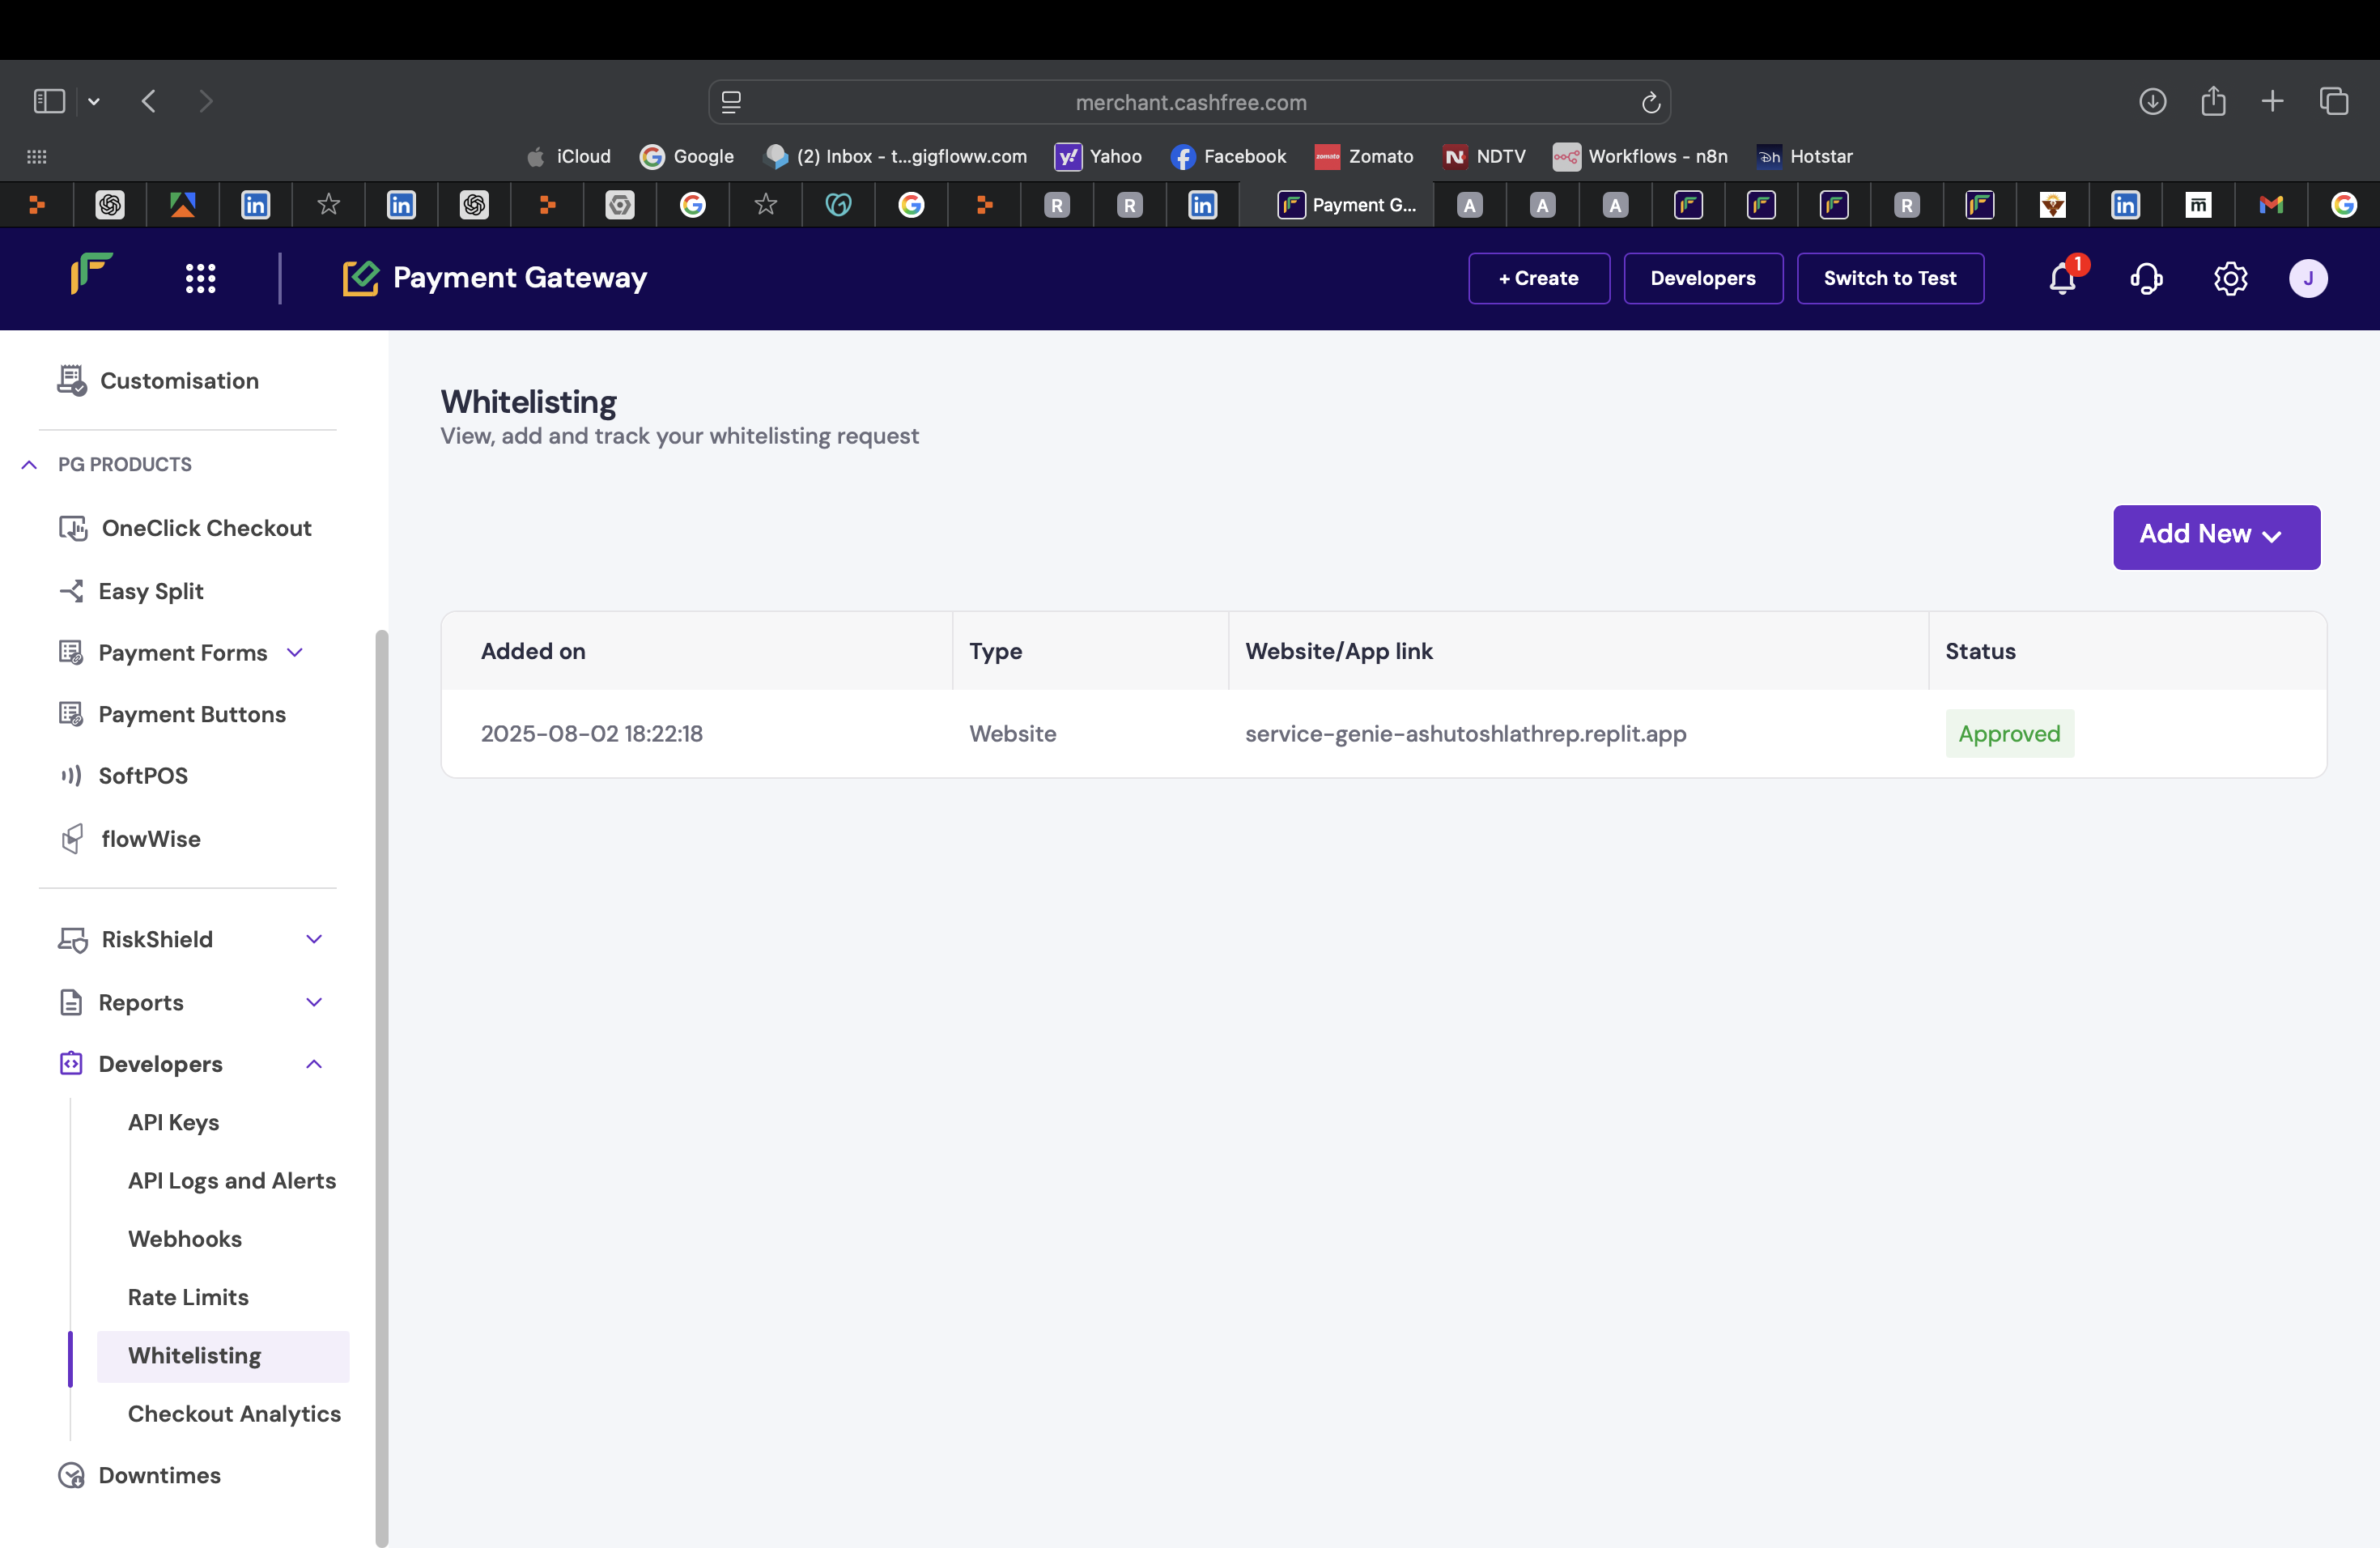 merchant.cashfree.com
iCloud
Google
(2) Inbox - t...gigfloww.com
Yahoo
Facebook
Zomato
NDTV
Workflows - n8n
Hotstar
Payment G...
Payment Gateway
+ Create
Developers
Switch to Test
1
J
Customisation
PG PRODUCTS
OneClick Checkout
Easy Split
Payment Forms
Payment Buttons
SoftPOS
flowWise
RiskShield
Reports
Developers
API Keys
API Logs and Alerts
Webhooks
Rate Limits
Whitelisting
Checkout Analytics
Downtimes
Whitelisting
View, add and track your whitelisting request
Add New
Added on Type Website/App link Status
2025-08-02 18:22:18 Website service-genie-ashutoshlathrep.replit.app Approved